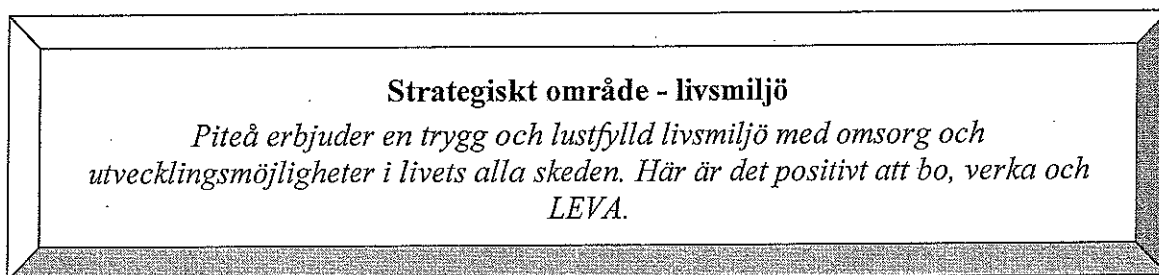 Strategiskt område - livsmiljö
Piteå erbjuder en trygg och lustfylld livsmiljö med omsorg och
utvecklingsmöjligheter i livets alla skeden. Här är det positivt att bo, verka och
LEVA.